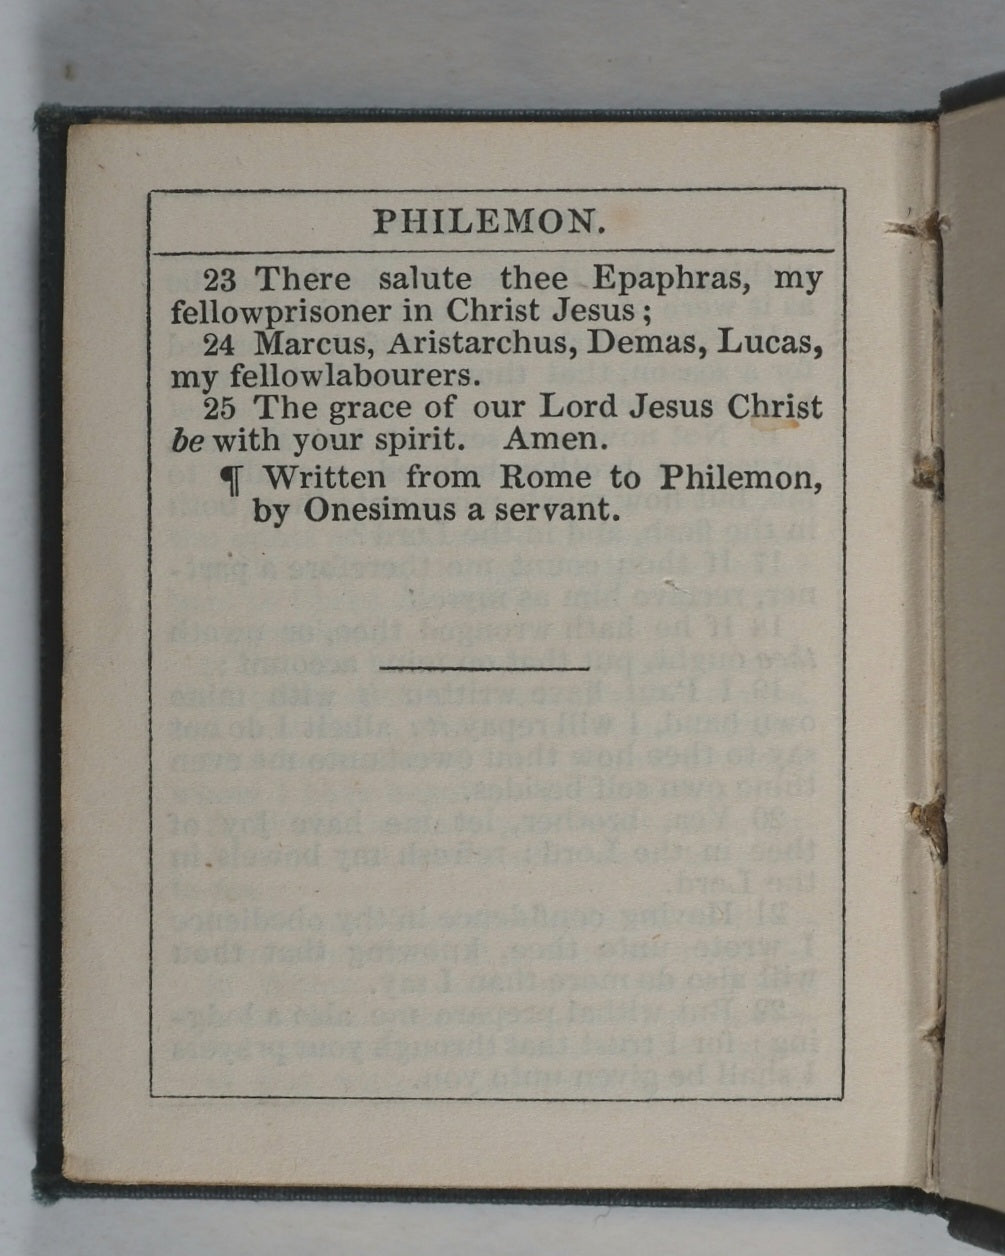 PHILEMON.
23 There salute thee Epaphras, my
fellowprisoner in Christ Jesus ;
24 Marcus, Aristarchus, Demas, Lucas,
my fellowlabourers.
25 The grace of our Lord Jesus Christ
be with your spirit. Amen.
¶ Written from Rome to Philemon,
by Onesimus a servant.